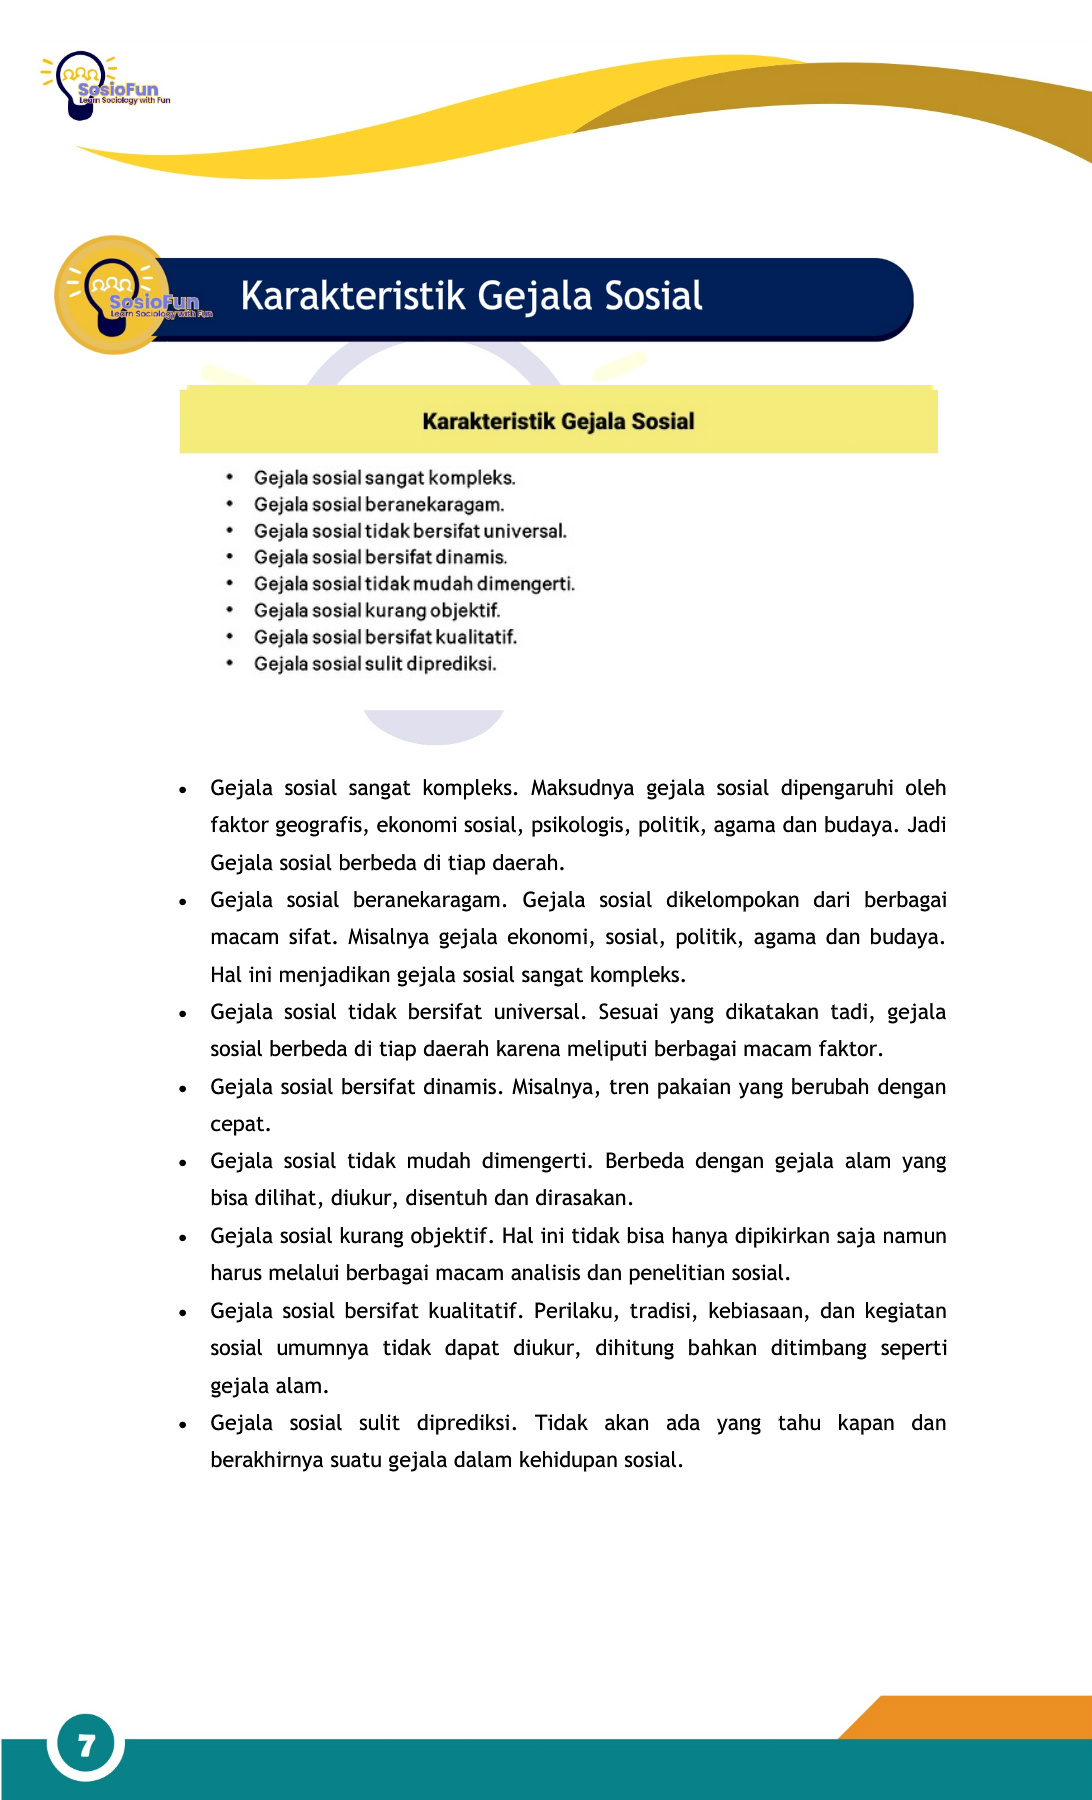 SosioFun
Learn Sociology with Fun
SosioFun
Learn Sociology with Fun
Karakteristik Gejala Sosial
Karakteristik Gejala Sosial
• Gejala sosial sangat kompleks.
• Gejala sosial beranekaragam.
• Gejala sosial tidak bersifat universal.
• Gejala sosial bersifat dinamis.
• Gejala sosial tidak mudah dimengerti.
• Gejala sosial kurang objektif.
• Gejala sosial bersifat kualitatif.
• Gejala sosial sulit diprediksi.
• Gejala sosial sangat kompleks. Maksudnya gejala sosial dipengaruhi oleh
faktor geografis, ekonomi sosial, psikologis, politik, agama dan budaya. Jadi
Gejala sosial berbeda di tiap daerah.
• Gejala sosial beranekaragam. Gejala sosial dikelompokan dari berbagai
macam sifat. Misalnya gejala ekonomi, sosial, politik, agama dan budaya.
Hal ini menjadikan gejala sosial sangat kompleks.
• Gejala sosial tidak bersifat universal. Sesuai yang dikatakan tadi, gejala
sosial berbeda di tiap daerah karena meliputi berbagai macam faktor.
• Gejala sosial bersifat dinamis. Misalnya, tren pakaian yang berubah dengan
cepat.
• Gejala sosial tidak mudah dimengerti. Berbeda dengan gejala alam yang
bisa dilihat, diukur, disentuh dan dirasakan.
• Gejala sosial kurang objektif. Hal ini tidak bisa hanya dipikirkan saja namun
harus melalui berbagai macam analisis dan penelitian sosial.
• Gejala sosial bersifat kualitatif. Perilaku, tradisi, kebiasaan, dan kegiatan
sosial umumnya tidak dapat diukur, dihitung bahkan ditimbang seperti
gejala alam.
• Gejala sosial sulit diprediksi. Tidak akan ada yang tahu kapan dan
berakhirnya suatu gejala dalam kehidupan sosial.
7